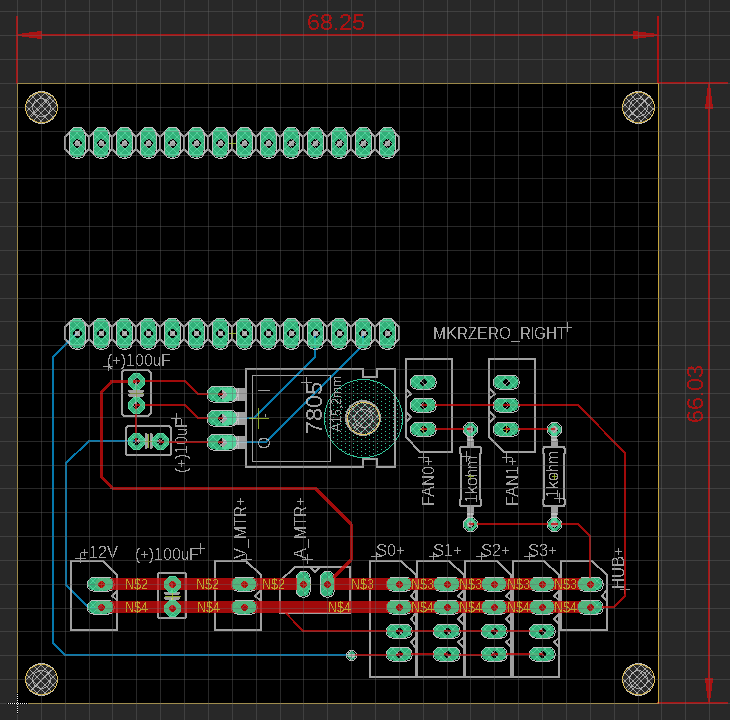 68.25
66.03
MKRZERO_RIGHT+
(+)100uF
(+)10uF
I
O
7805
A15,2mm
FAN0+
1kohm
FAN1+
1kohm
+12V
(+)100uF
V_MTR+
A_MTR+
S0+
S1+
S2+
S3+
HUB+
N$2
N$2
N$2
N$3
N$3
N$3
N$3
N$3
N$4
N$4
N$4
N$4
N$4
N$4
N$4